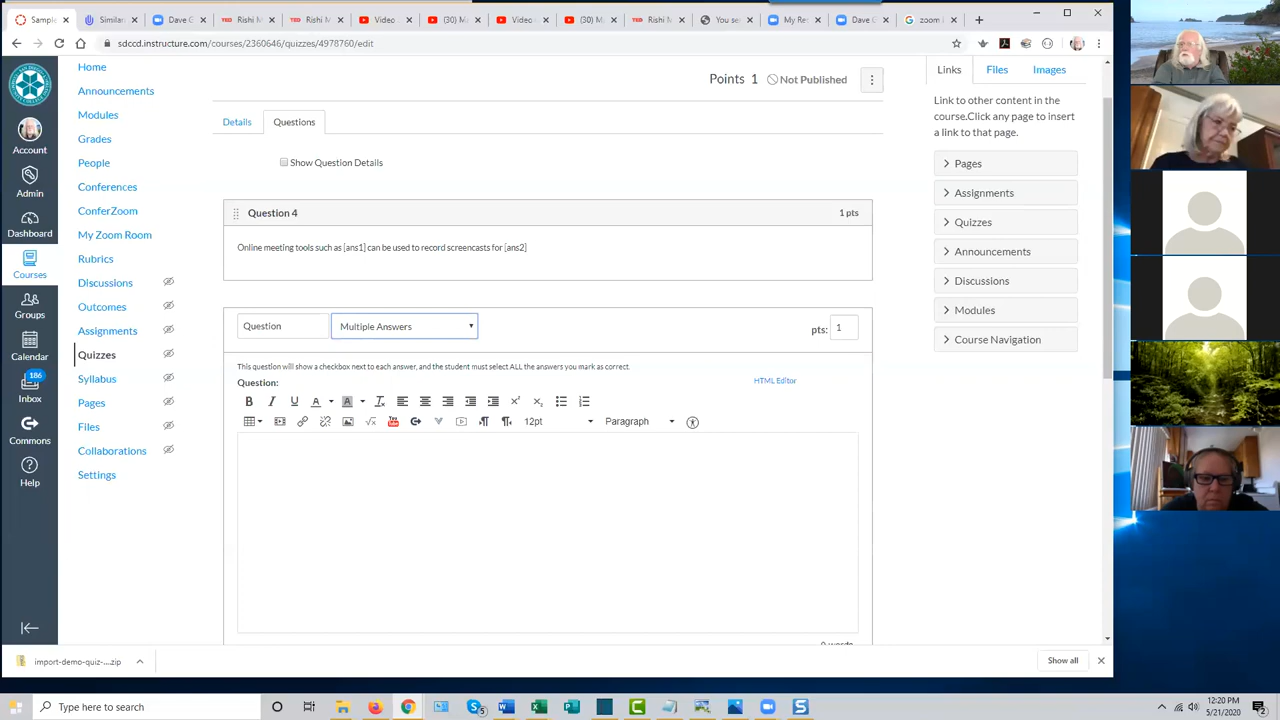 Similar
Dave G
TED Rishi M
Video
(30) M
Video
(30) M
TED Rishi M
You se
My Re
Dave G
zoom
sdccd.instructure.com/courses/2360646/quizzes/4978760/edit
Account
Admin
Dashboard
Courses
Groups
Calendar
186
Inbox
Commons
Help
Home
Announcements
Modules
Grades
People
Conferences
ConferZoom
My Zoom Room
Rubrics
Discussions
Outcomes
Assignments
Quizzes
Syllabus
Pages
Files
Collaborations
Settings
Points 1 Not Published
Details Questions
Show Question Details
Question 4 1 pts
Online meeting tools such as [ans1] can be used to record screencasts for [ans2]
Question Multiple Answers pts: 1
This question will show a checkbox next to each answer, and the student must select ALL the answers you mark as correct.
Question: HTML Editor
B I U A A
12pt Paragraph
0 words
Links Files Images
Link to other content in the
course.Click any page to insert
a link to that page.
Pages
Assignments
Quizzes
Announcements
Discussions
Modules
Course Navigation
import-demo-quiz-....zip Show all
Type here to search
5
12:20 PM
5/21/2020
2